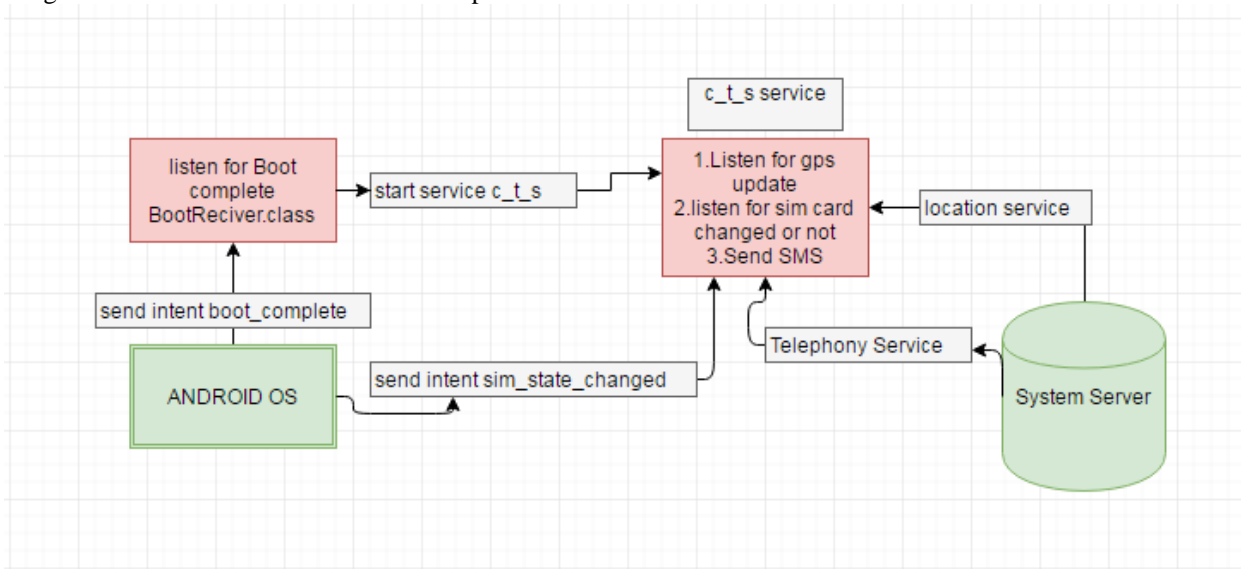 c_t_s service
listen for Boot
complete
BootReciver.class
start service c_t_s
1.Listen for gps
update
2.listen for sim card
changed or not
3.Send SMS
location service
send intent boot_complete
Telephony Service
send intent sim_state_changed
ANDROID OS
System Server